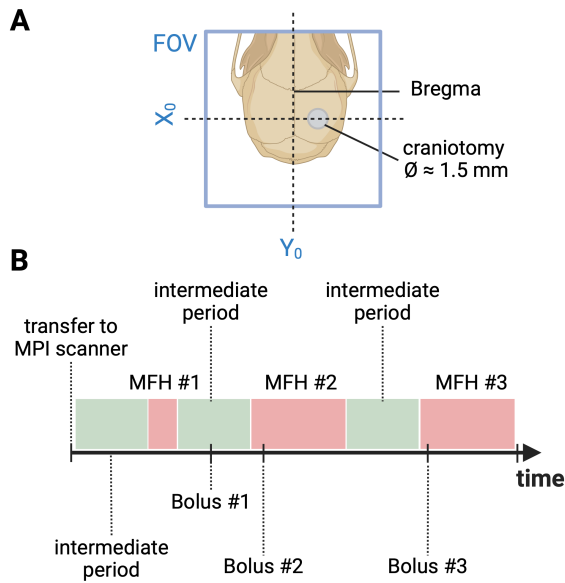 A
FOV
Bregma
X₀
craniotomy
Ø ≈ 1.5 mm
Y₀
B
intermediate
period
intermediate
period
transfer to
MPI scanner
MFH #1
MFH #2
MFH #3
time
Bolus #1
intermediate
period
Bolus #2
Bolus #3